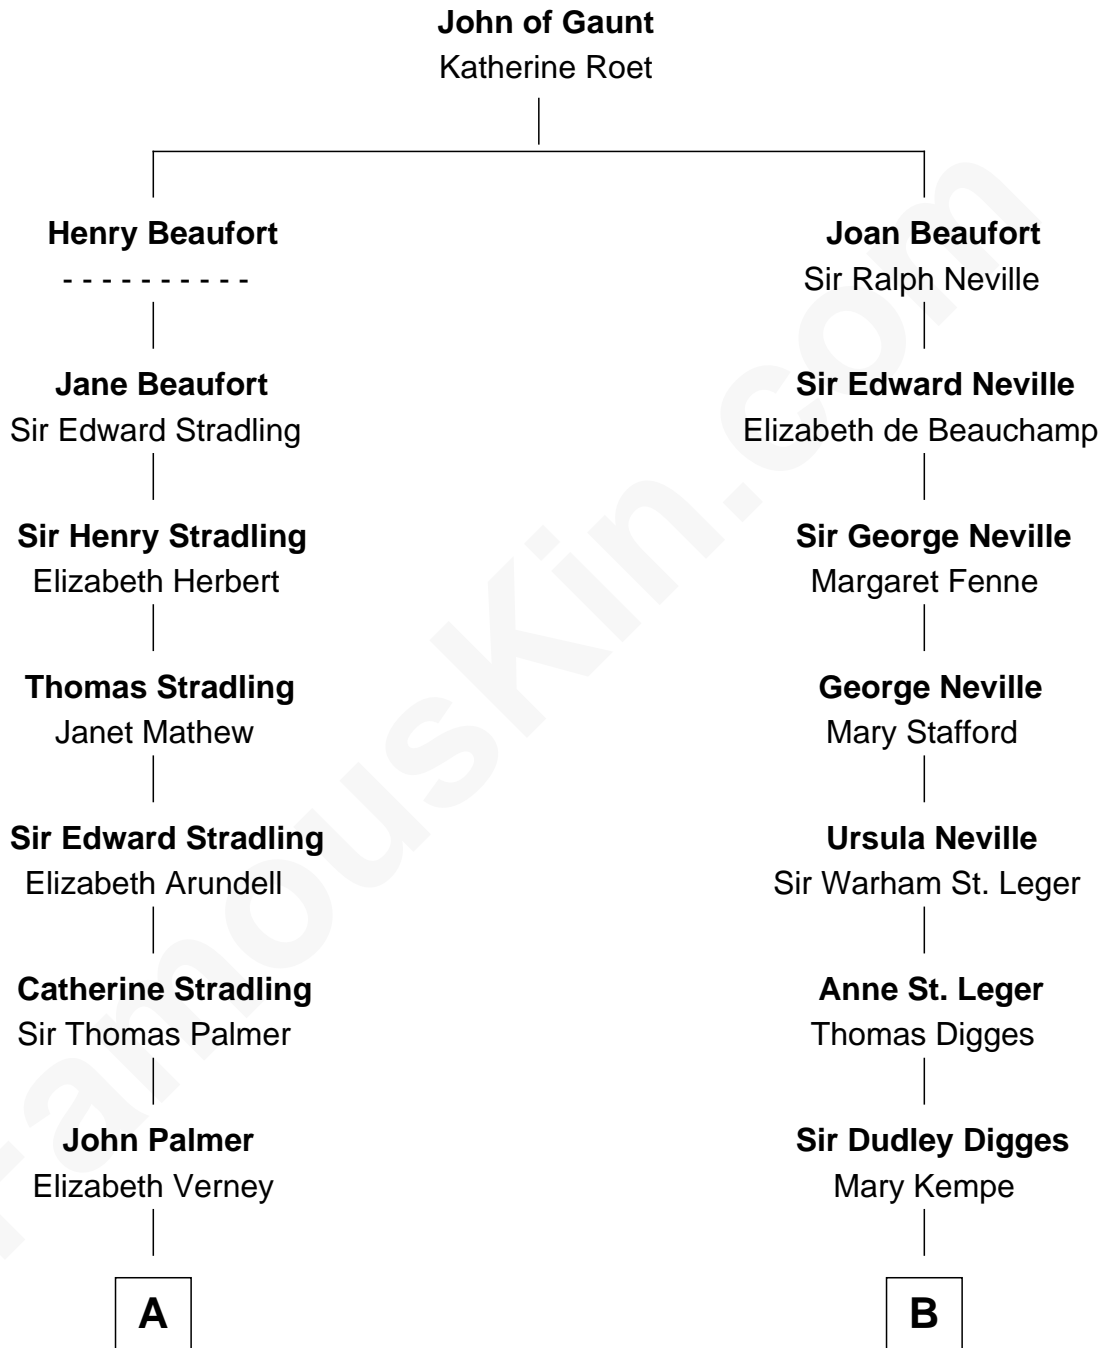 John of Gaunt
Katherine Roet
Henry Beaufort
- - - - - - - - - -
Jane Beaufort
Sir Edward Stradling
Sir Henry Stradling
Elizabeth Herbert
Thomas Stradling
Janet Mathew
Sir Edward Stradling
Elizabeth Arundell
Catherine Stradling
Sir Thomas Palmer
John Palmer
Elizabeth Verney
A
Joan Beaufort
Sir Ralph Neville
Sir Edward Neville
Elizabeth de Beauchamp
Sir George Neville
Margaret Fenne
George Neville
Mary Stafford
Ursula Neville
Sir Warham St. Leger
Anne St. Leger
Thomas Digges
Sir Dudley Digges
Mary Kempe
B
FamousKin.com